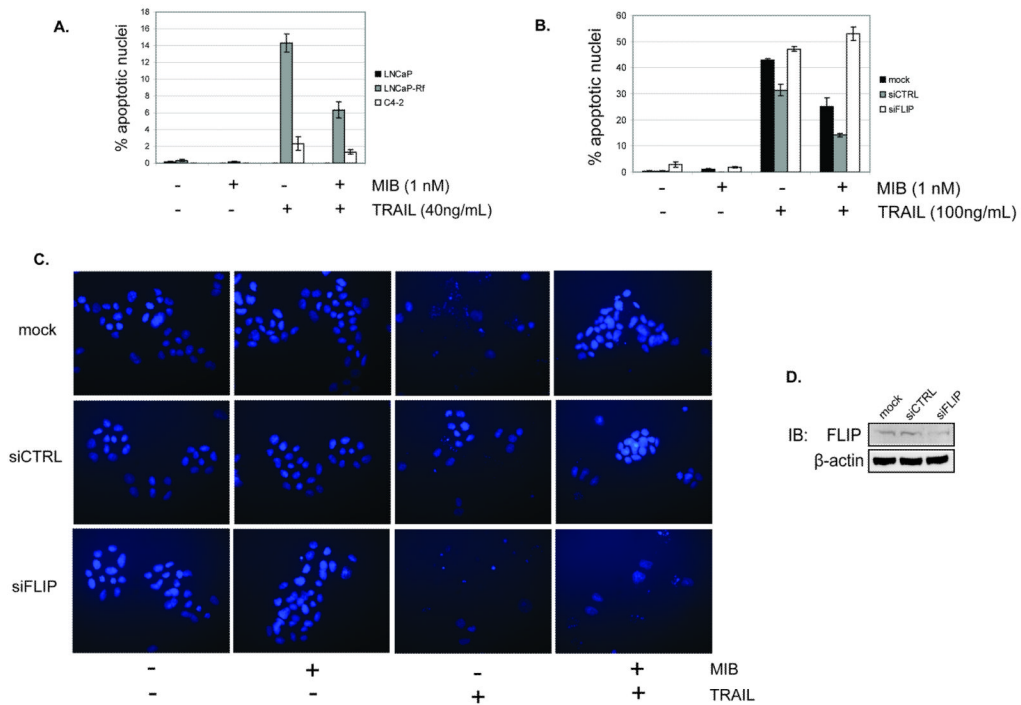 A.
% apoptotic nuclei
16
14
12
10
8
6
4
2
0
LNCaP
LNCaP-Rf
C4-2
- + - + MIB (1 nM)
- - + + TRAIL (40ng/mL)
B.
% apoptotic nuclei
60
50
40
30
20
10
0
mock
siCTRL
siFLIP
- + - + MIB (1 nM)
- - + + TRAIL (100ng/mL)
C.
mock
siCTRL
siFLIP
- + - + MIB
- - + + TRAIL
D.
mock siCTRL siFLIP
IB: FLIP
β-actin